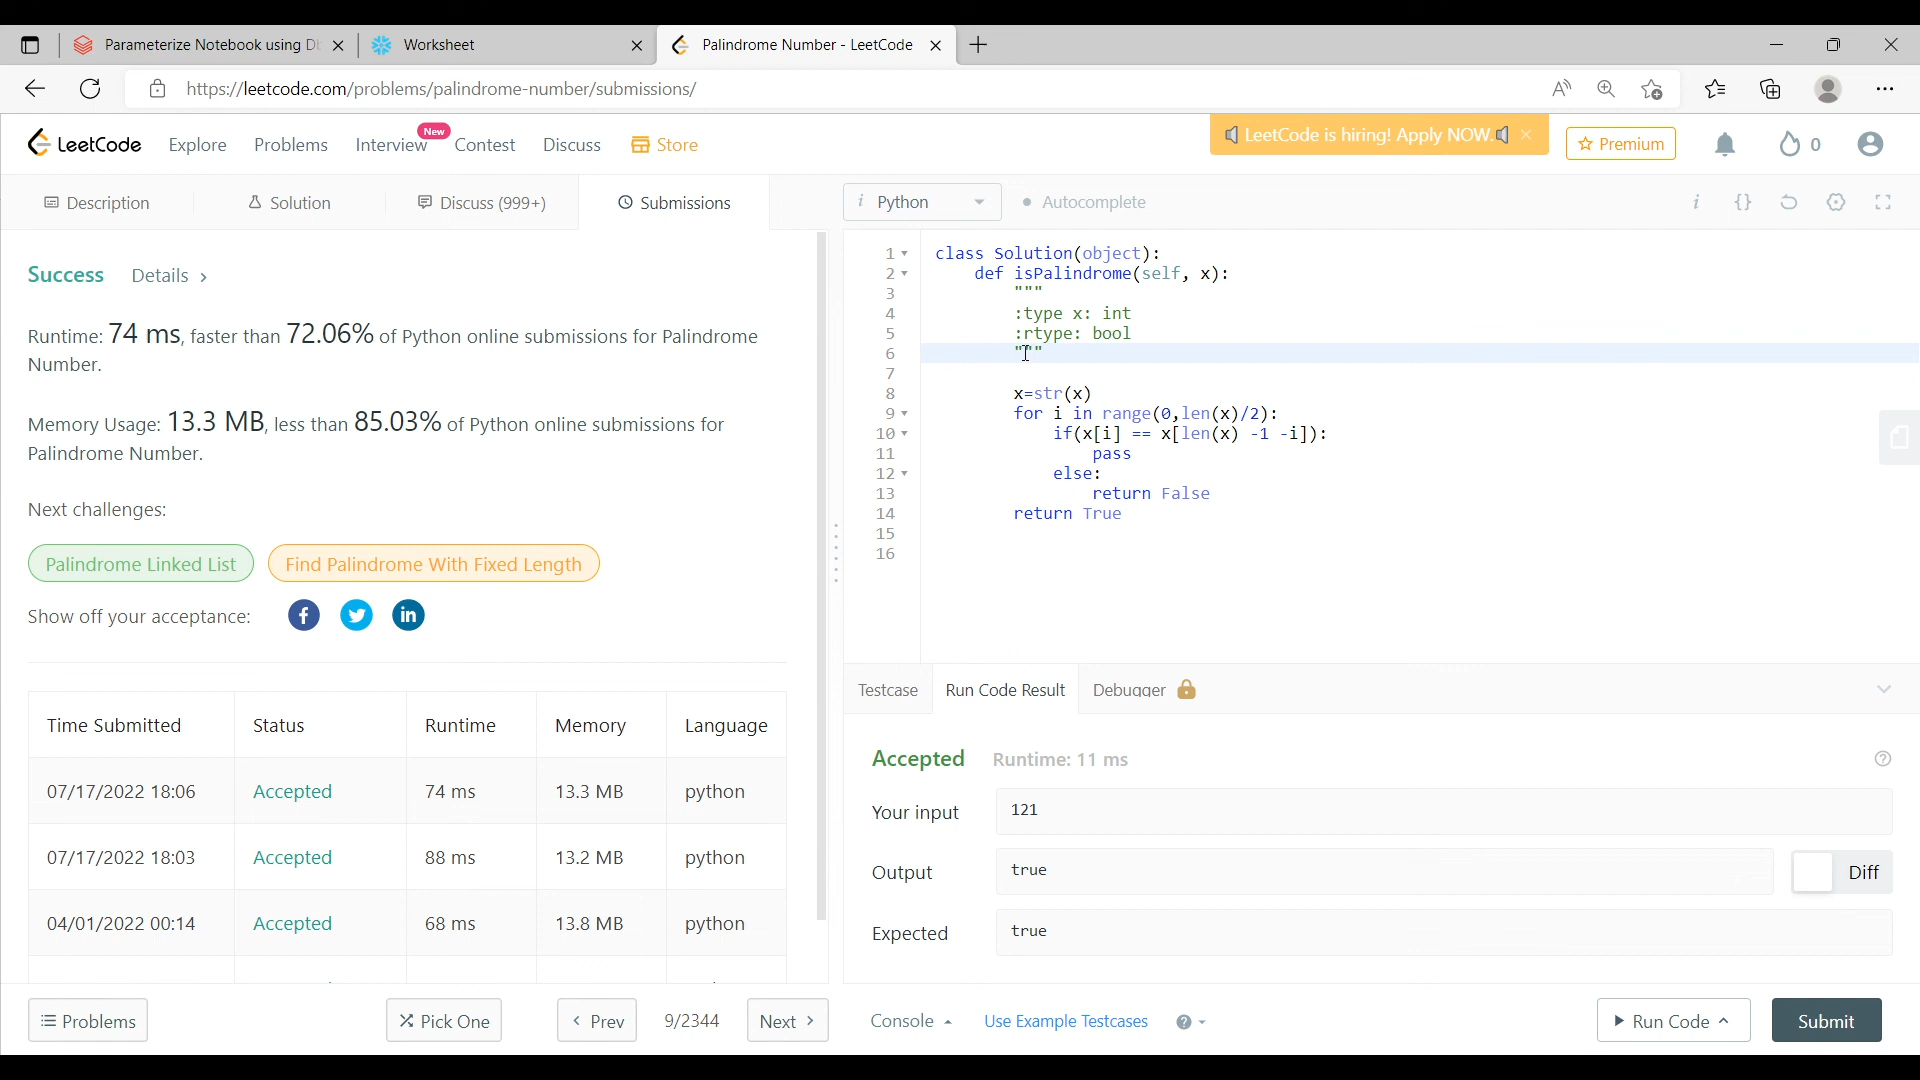 Parameterize Notebook using Db
Worksheet
Palindrome Number - LeetCode
https://leetcode.com/problems/palindrome-number/submissions/
LeetCode
Explore
Problems
Interview
New
Contest
Discuss
Store
LeetCode is hiring! Apply NOW.
Premium
0
Description
Solution
Discuss (999+)
Submissions
i Python
Autocomplete
i {}
Success Details >
Runtime: 74 ms, faster than 72.06% of Python online submissions for Palindrome
Number.
Memory Usage: 13.3 MB, less than 85.03% of Python online submissions for
Palindrome Number.
Next challenges:
Palindrome Linked List
Find Palindrome With Fixed Length
Show off your acceptance:
Time Submitted Status Runtime Memory Language
07/17/2022 18:06 Accepted 74 ms 13.3 MB python
07/17/2022 18:03 Accepted 88 ms 13.2 MB python
04/01/2022 00:14 Accepted 68 ms 13.8 MB python
Problems
Pick One
< Prev
9/2344
Next >
1 class Solution(object):
2 def isPalindrome(self, x):
3 """
4 :type x: int
5 :rtype: bool
6 """
7
8 x=str(x)
9 for i in range(0,len(x)/2):
10 if(x[i] == x[len(x) -1 -i]):
11 pass
12 else:
13 return False
14 return True
15
16
Testcase
Run Code Result
Debugger
Accepted Runtime: 11 ms
Your input 121
Output true
Diff
Expected true
Console
Use Example Testcases
Run Code
Submit